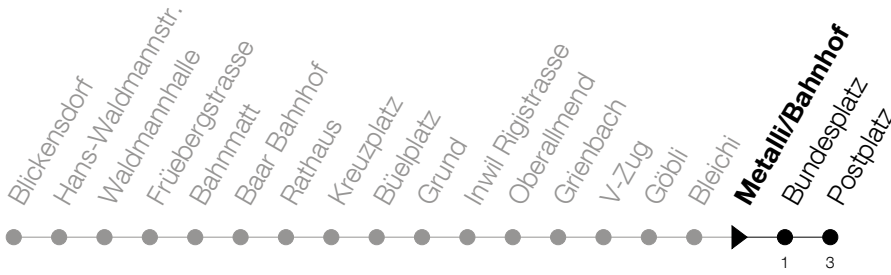 Blickensdorf
Hans-Waldmannstr.
Waldmannhalle
Früebergstrasse
Bahnmatt
Baar Bahnhof
Rathaus
Kreuzplatz
Büelplatz
Grund
Inwil Rigistrasse
Oberallmend
Grienbach
V-Zug
Göbli
Bleichi
Metalli/Bahnhof
Bundesplatz
Postplatz
1 3